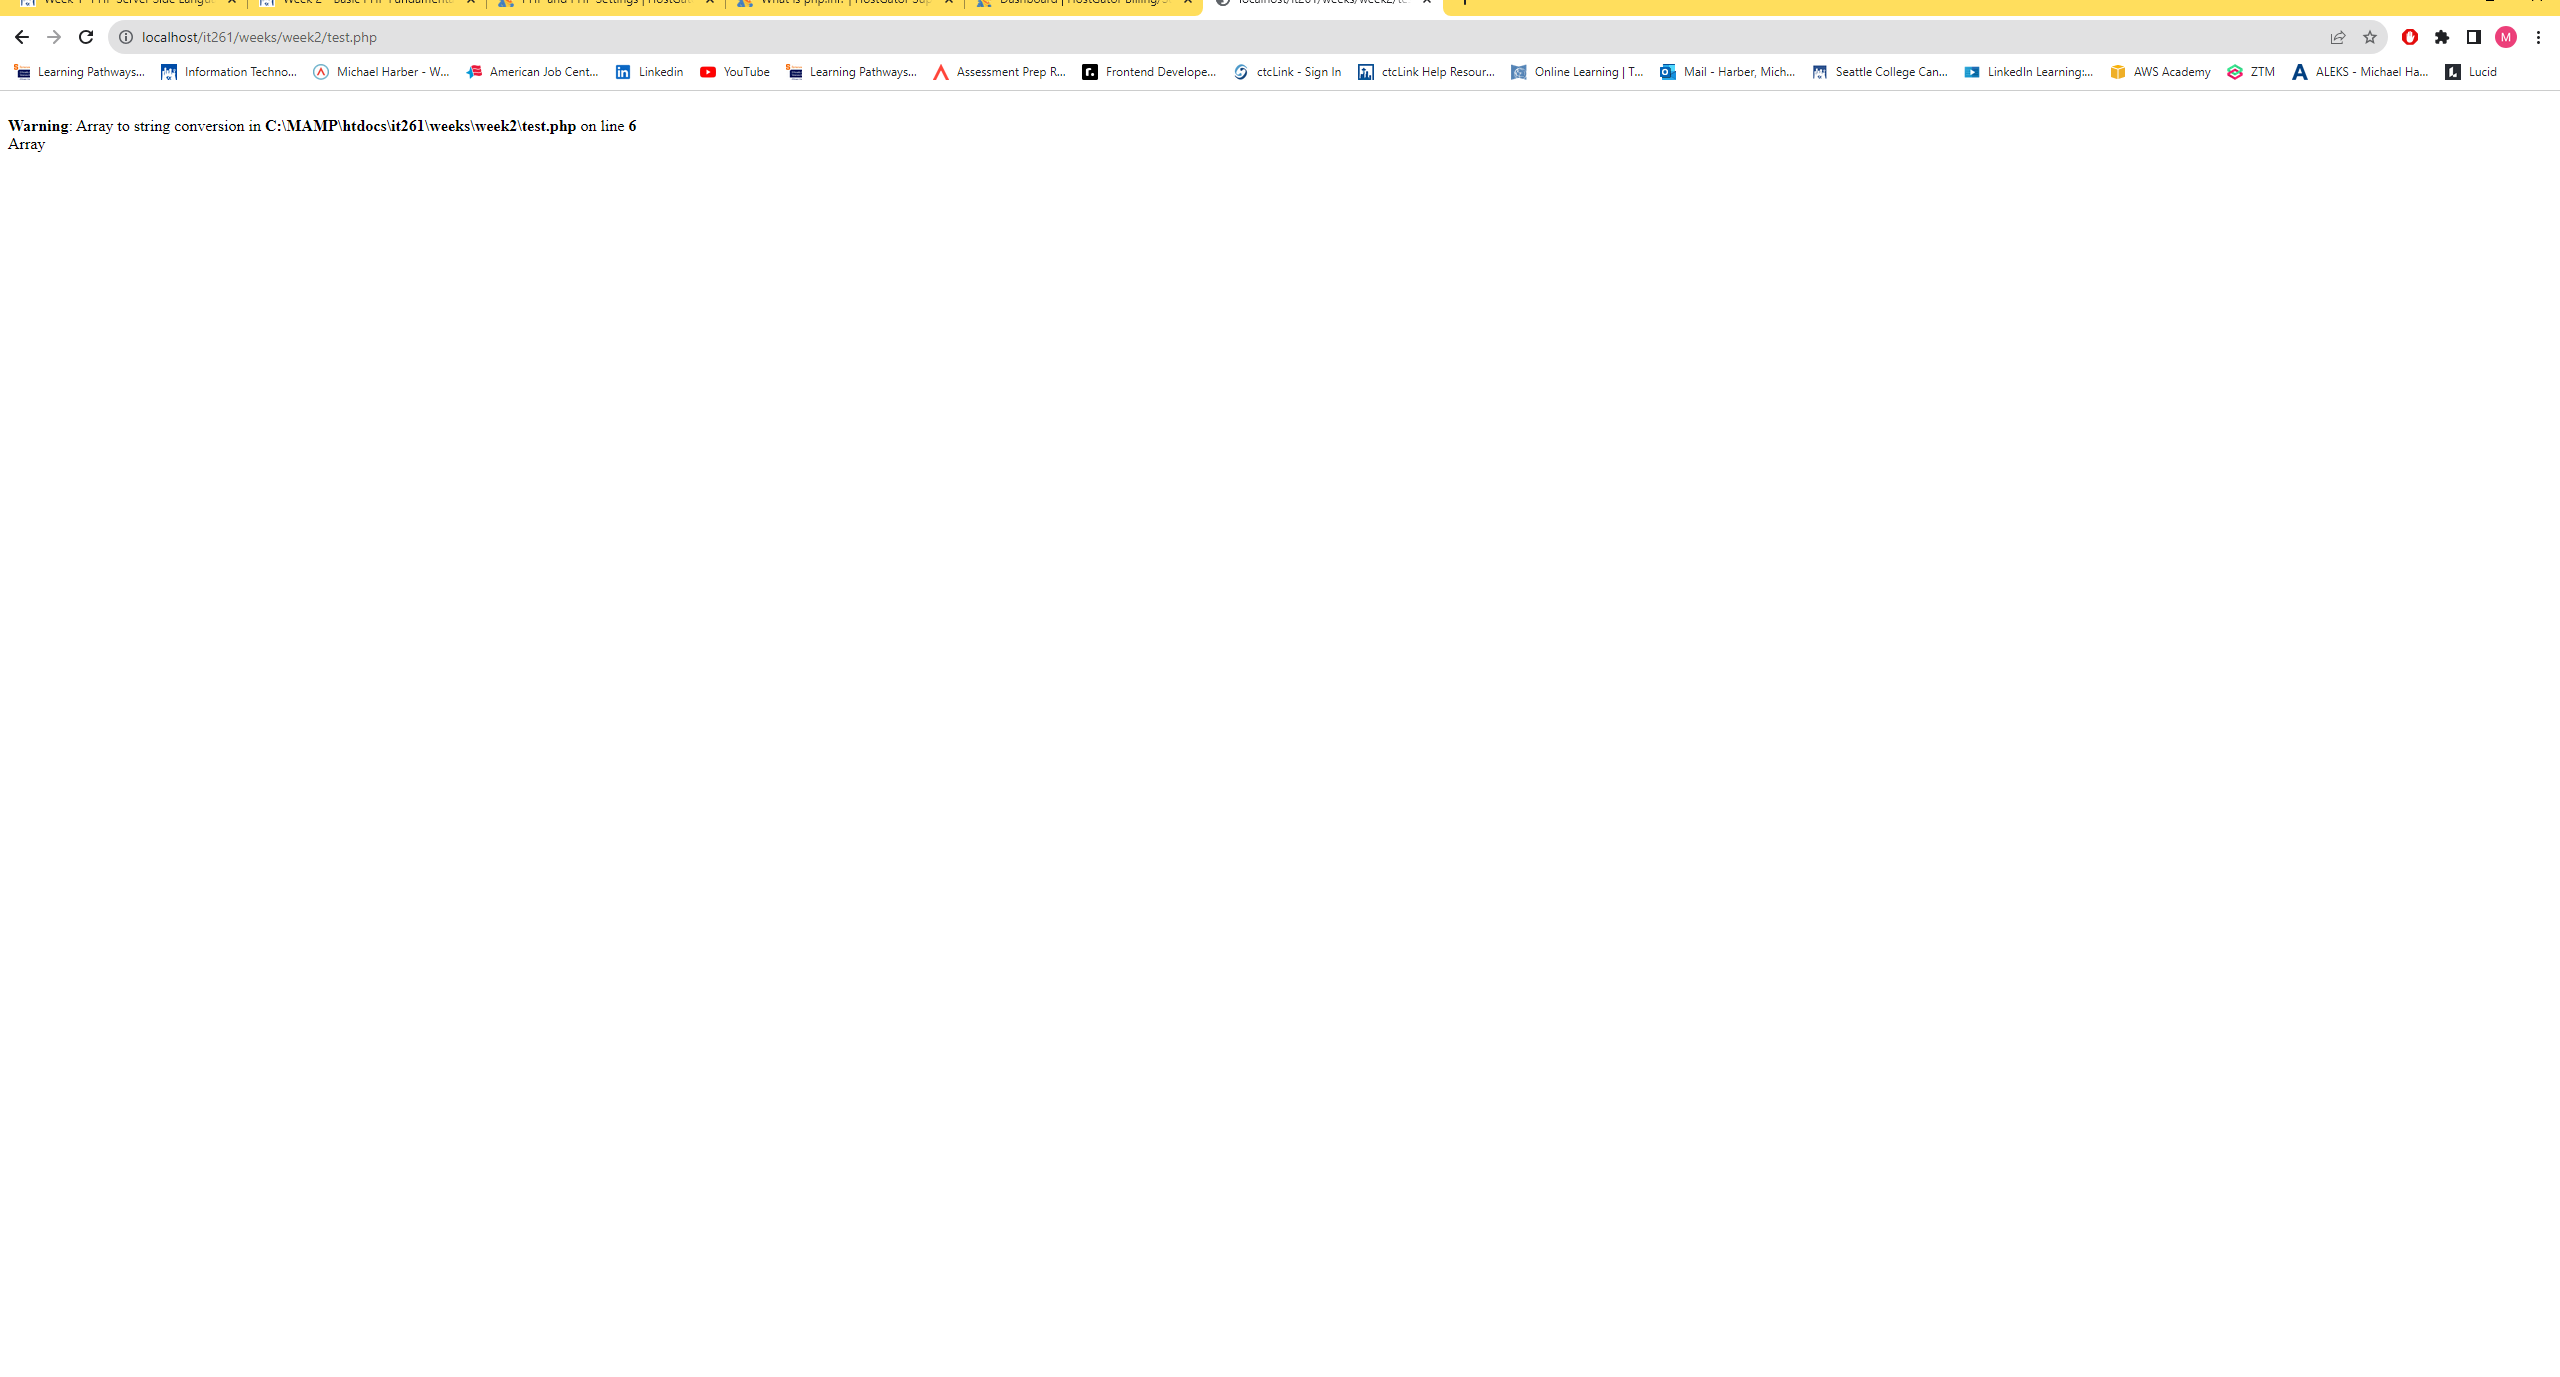 localhost/it261/weeks/week2/test.php
M
Learning Pathways... Information Techno... Michael Harber - W... American Job Cent... Linkedin YouTube Learning Pathways... Assessment Prep R... Frontend Develope... ctcLink - Sign In ctcLink Help Resour... Online Learning | T... Mail - Harber, Mich... Seattle College Can... LinkedIn Learning:... AWS Academy ZTM ALEKS - Michael Ha... Lucid
Warning: Array to string conversion in C:\MAMP\htdocs\it261\weeks\week2\test.php on line 6
Array